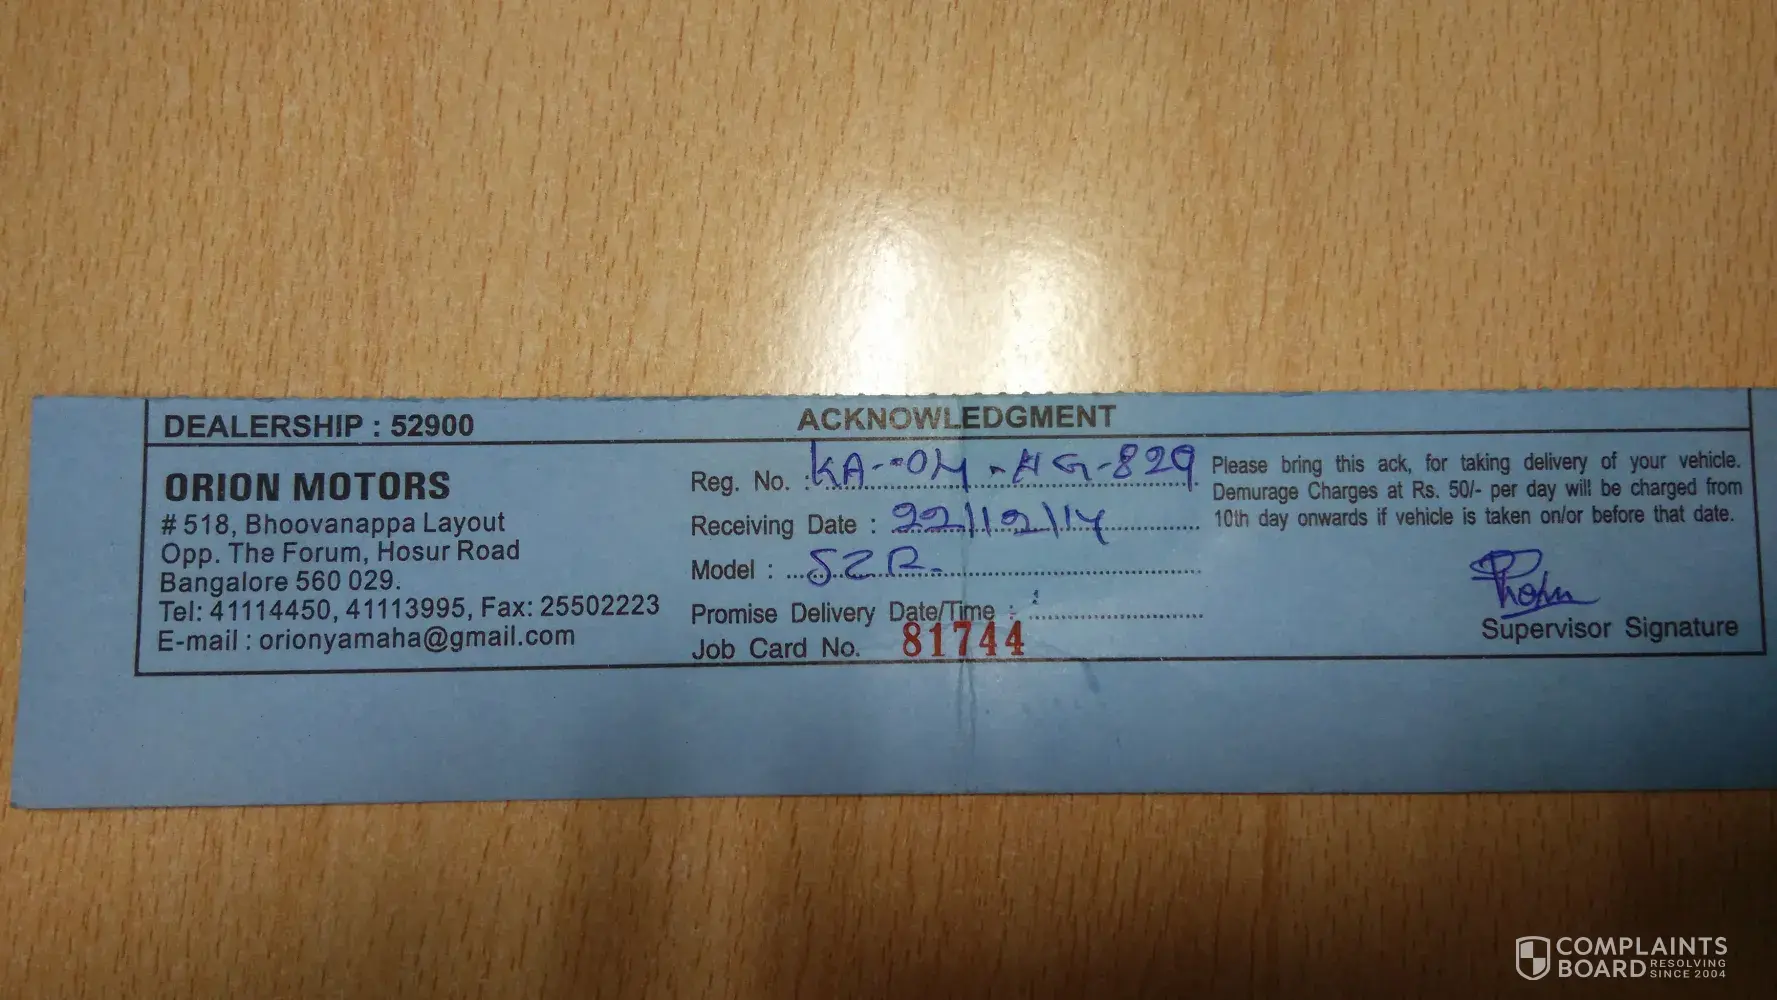 DEALERSHIP : 52900
ACKNOWLEDGMENT
ORION MOTORS
# 518, Bhoovanappa Layout
Opp. The Forum, Hosur Road
Bangalore 560 029.
Tel: 41114450, 41113995, Fax: 25502223
E-mail : orionyamaha@gmail.com
Reg. No. : KA-04-HG-829
Receiving Date : 22/12/14
Model : SZR.
Promise Delivery Date/Time :
Job Card No. 81744
Please bring this ack, for taking delivery of your vehicle.
Demurage Charges at Rs. 50/- per day will be charged from
10th day onwards if vehicle is taken on/or before that date.
Supervisor Signature
COMPLAINTS
BOARD RESOLVING
SINCE 2004